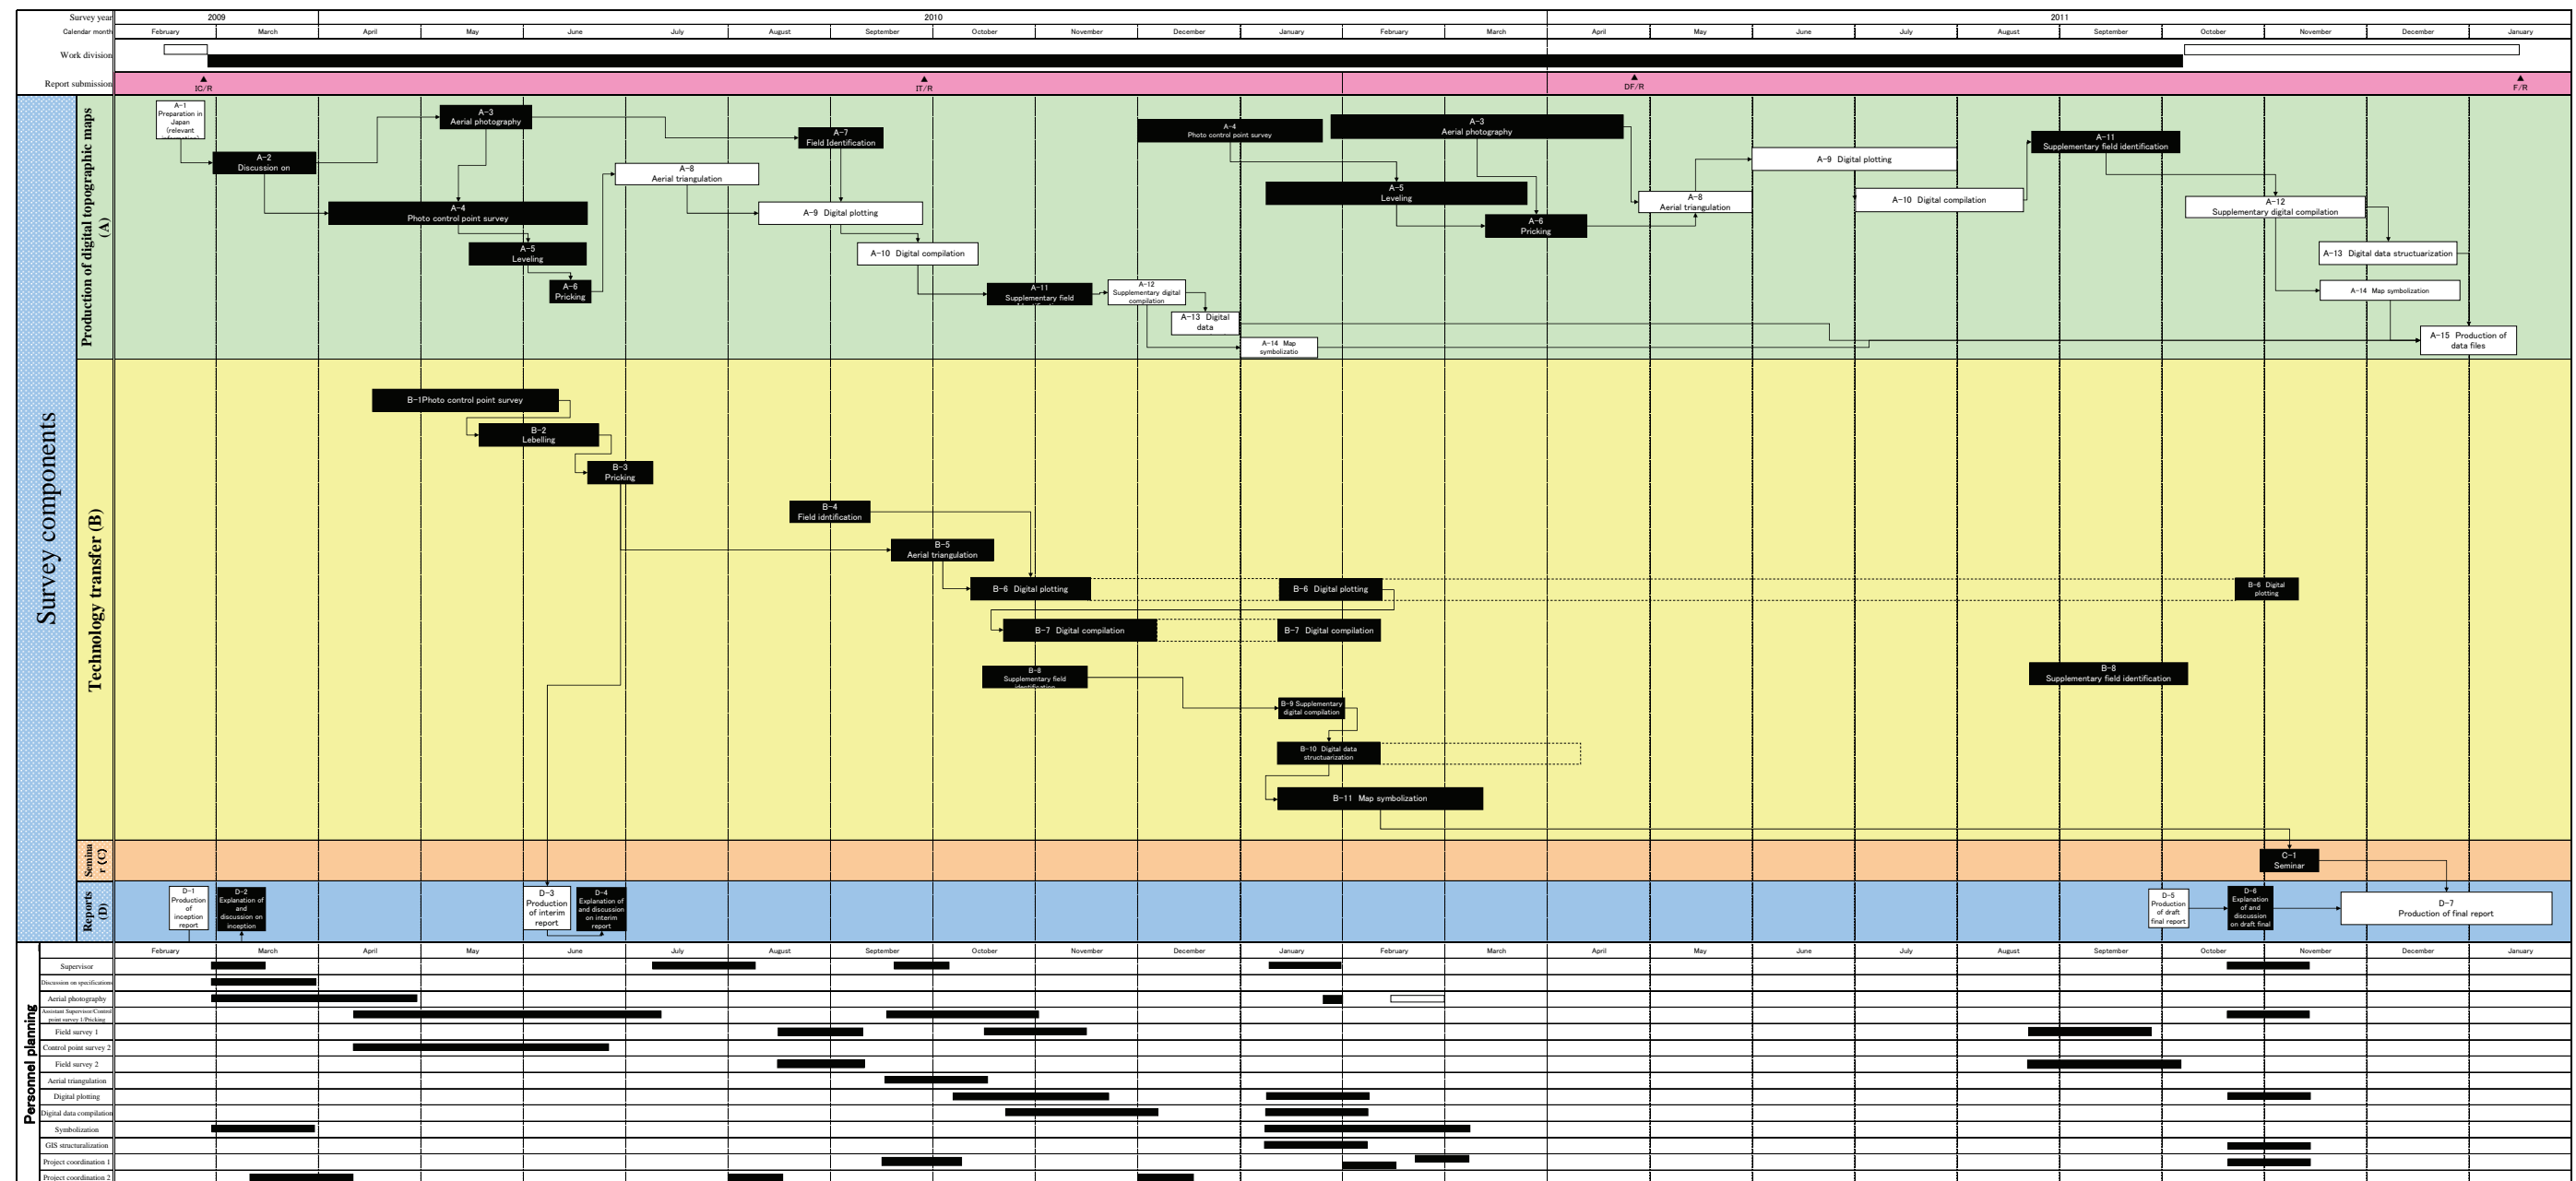 Survey year 2009 2010 2011
Calendar month February March April May June July August September October November December January February March April May June July August September October November December January
Work division
Report submission
IC/R IT/R DF/R F/R
Survey components
Production of digital topographic maps
(A)
A-1
Preparation in
Japan
(relevant
A-2
Discussion on
A-3
Aerial photography
A-4
Photo control point survey
A-5
Leveling
A-6
Pricking
A-7
Field Identification
A-8
Aerial triangulation
A-9 Digital plotting
A-10 Digital compilation
A-11
Supplementary field
A-12
Supplementary digital
compilation
A-13 Digital
data
A-14 Map
symbolizatio
A-4
Photo control point survey
A-3
Aerial photography
A-5
Leveling
A-6
Pricking
A-8
Aerial triangulation
A-9 Digital plotting
A-10 Digital compilation
A-11
Supplementary field identification
A-12
Supplementary digital compilation
A-13 Digital data structuarization
A-14 Map symbolization
A-15 Production of
data files
Technology transfer (B)
B-1Photo control point survey
B-2
Lebelling
B-3
Pricking
B-4
Field idntification
B-5
Aerial triangulation
B-6 Digital plotting
B-6 Digital plotting
B-6 Digital
plotting
B-7 Digital compilation
B-7 Digital compilation
B-8
Supplementary field
identification
B-8
Supplementary field identification
B-9 Supplementary
digital compilation
B-10 Digital data
structuarization
B-11 Map symbolization
Semina
r (C)
C-1
Seminar
Reports
(D)
D-1
Production
of
inception
report
D-2
Explanation of
and
discussion on
inception
D-3
Production
of interim
report
D-4
Explanation of
and discussion
on interim
report
D-5
Production
of draft
final report
D-6
Explanation
of and
discussion
on draft final
D-7
Production of final report
February March April May June July August September October November December January February March April May June July August September October November December January
Personnel planning
Supervisor
Discussion on specifications
Aerial photography
Assistant Supervisor/Control
point survey 1/Pricking
Field survey 1
Control point survey 2
Field survey 2
Aerial triangulation
Digital plotting
Digital data compilation
Symbolization
GIS structuralization
Project coordination 1
Project coordination 2